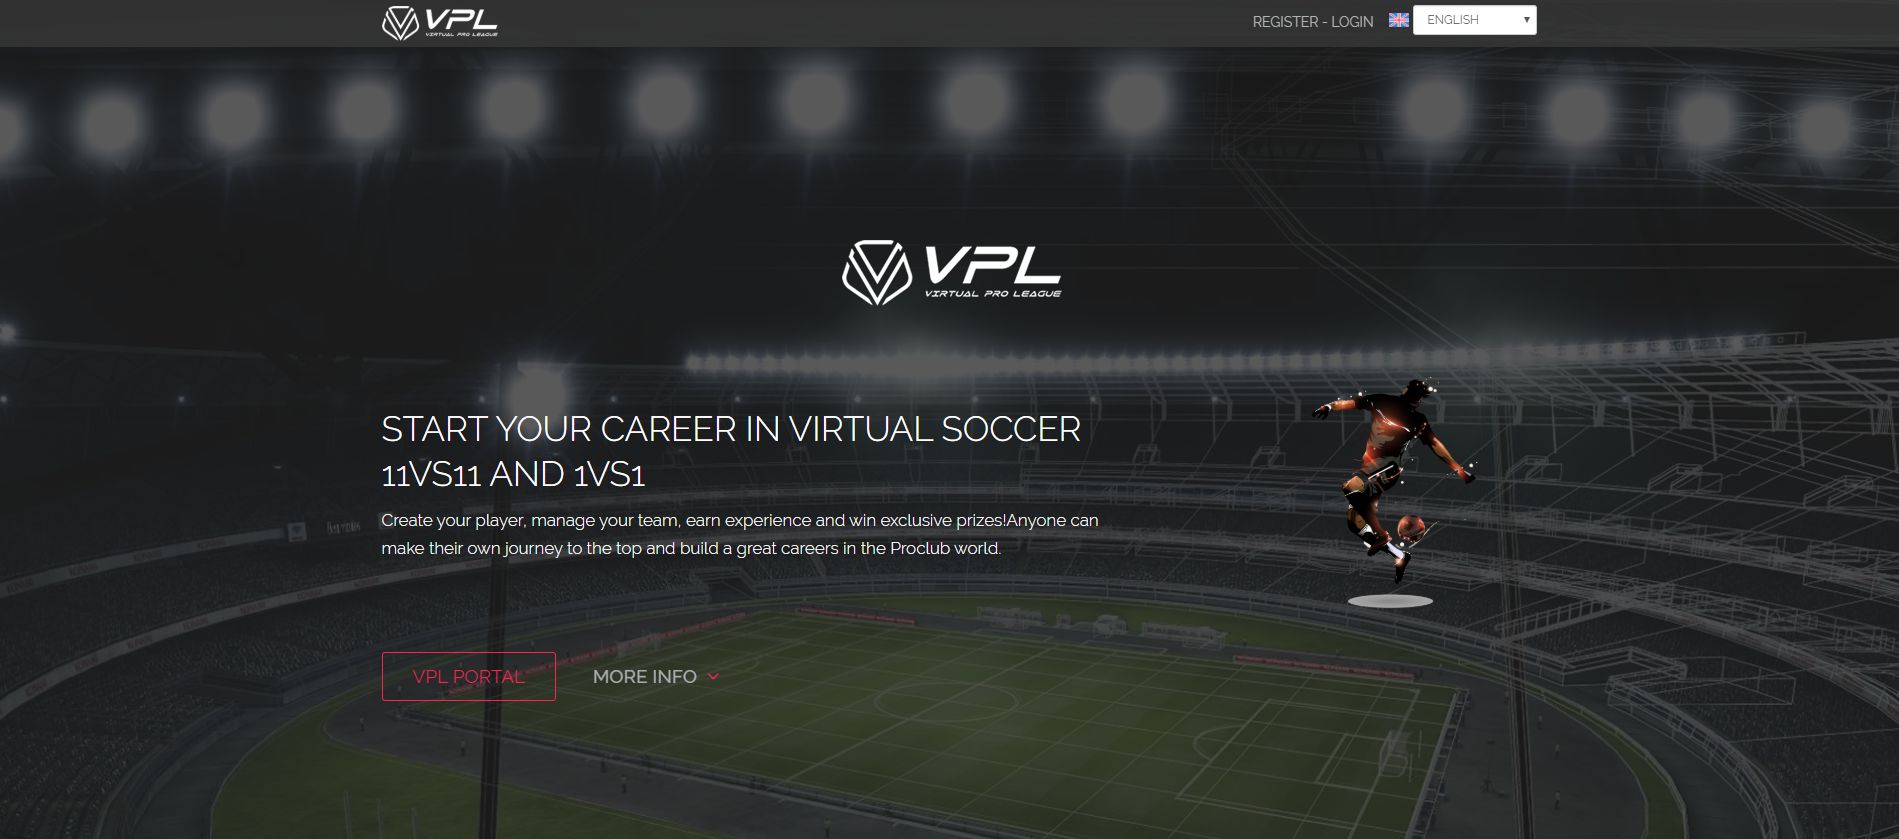 VPL
VIRTUAL PRO LEAGUE
REGISTER - LOGIN
ENGLISH
VPL
VIRTUAL PRO LEAGUE
START YOUR CAREER IN VIRTUAL SOCCER
11VS11 AND 1VS1
Create your player, manage your team, earn experience and win exclusive prizes!Anyone can
make their own journey to the top and build a great careers in the Proclub world.
VPL PORTAL
MORE INFO